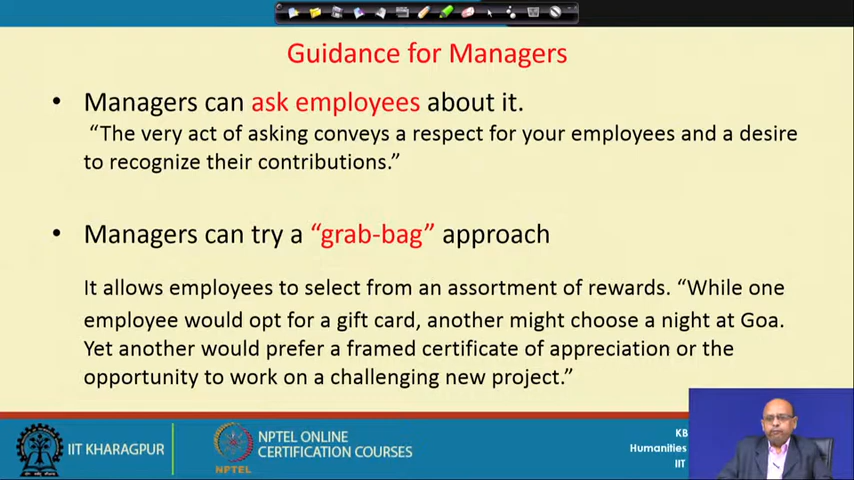 Guidance for Managers
• Managers can ask employees about it.
“The very act of asking conveys a respect for your employees and a desire
to recognize their contributions.”
• Managers can try a “grab-bag” approach
It allows employees to select from an assortment of rewards. “While one
employee would opt for a gift card, another might choose a night at Goa.
Yet another would prefer a framed certificate of appreciation or the
opportunity to work on a challenging new project.”
IIT KHARAGPUR
NPTEL
NPTEL ONLINE
CERTIFICATION COURSES
KB
Humanities
IIT